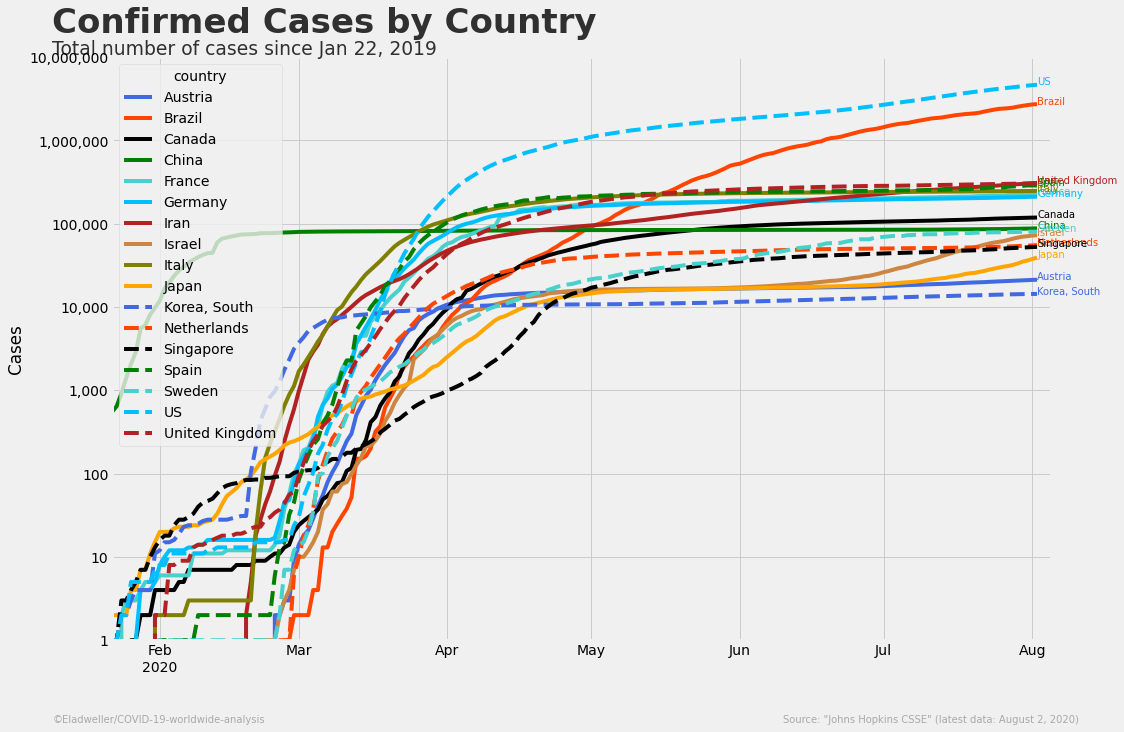 Confirmed Cases by Country
Total number of cases since Jan 22, 2019
10,000,000
1,000,000
100,000
10,000
1,000
100
10
1
Cases
country
Austria
Brazil
Canada
China
France
Germany
Iran
Israel
Italy
Japan
Korea, South
Netherlands
Singapore
Spain
Sweden
US
United Kingdom
US
Brazil
United Kingdom
Germany
Canada
China
Sweden
Israel
Netherlands
Singapore
Japan
Austria
Korea, South
Feb
2020
Mar
Apr
May
Jun
Jul
Aug
©Eladweller/COVID-19-worldwide-analysis
Source: "Johns Hopkins CSSE" (latest data: August 2, 2020)